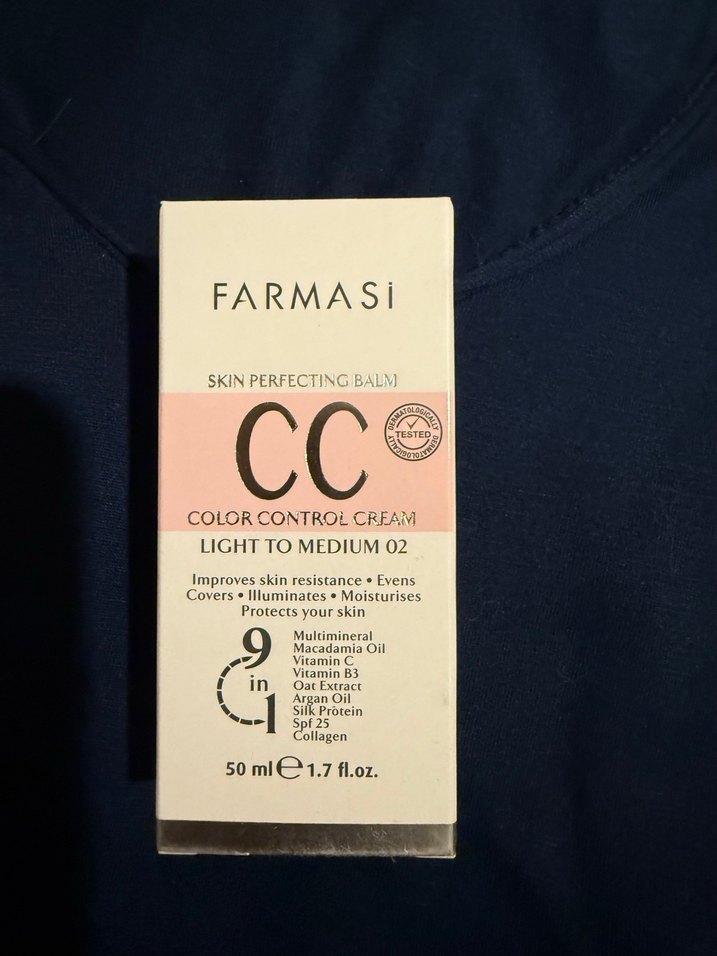 FARMASİ
SKIN PERFECTING BALM
CC
DERMATOLOGICALLY
TESTED
DERMATOLOGICALLY
COLOR CONTROL CREAM
LIGHT TO MEDIUM 02
Improves skin resistance • Evens
Covers • Illuminates • Moisturises
Protects your skin
9
in
1
Multimineral
Macadamia Oil
Vitamin C
Vitamin B3
Oat Extract
Argan Oil
Silk Protein
Spf 25
Collagen
50 ml ℮ 1.7 fl.oz.